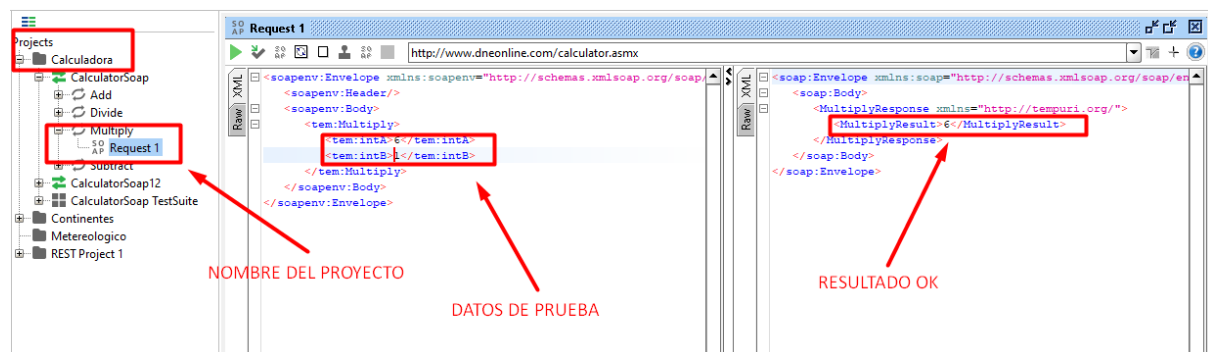 Projects
Calculadora
CalculatorSoap
Add
Divide
Multiply
SOAP Request 1
Subtract
CalculatorSoap12
CalculatorSoap TestSuite
Continentes
Metereologico
REST Project 1
NOMBRE DEL PROYECTO
SOAP Request 1
http://www.dneonline.com/calculator.asmx
XML
Raw
<soapenv:Envelope xmlns:soapenv="http://schemas.xmlsoap.org/soap/
<soapenv:Header/>
<soapenv:Body>
<tem:Multiply>
<tem:intA>6</tem:intA>
<tem:intB>1</tem:intB>
</tem:Multiply>
</soapenv:Body>
</soapenv:Envelope>
DATOS DE PRUEBA
XML
Raw
<soap:Envelope xmlns:soap="http://schemas.xmlsoap.org/soap/en
<soap:Body>
<MultiplyResponse xmlns="http://tempuri.org/">
<MultiplyResult>6</MultiplyResult>
</MultiplyResponse>
</soap:Body>
</soap:Envelope>
RESULTADO OK